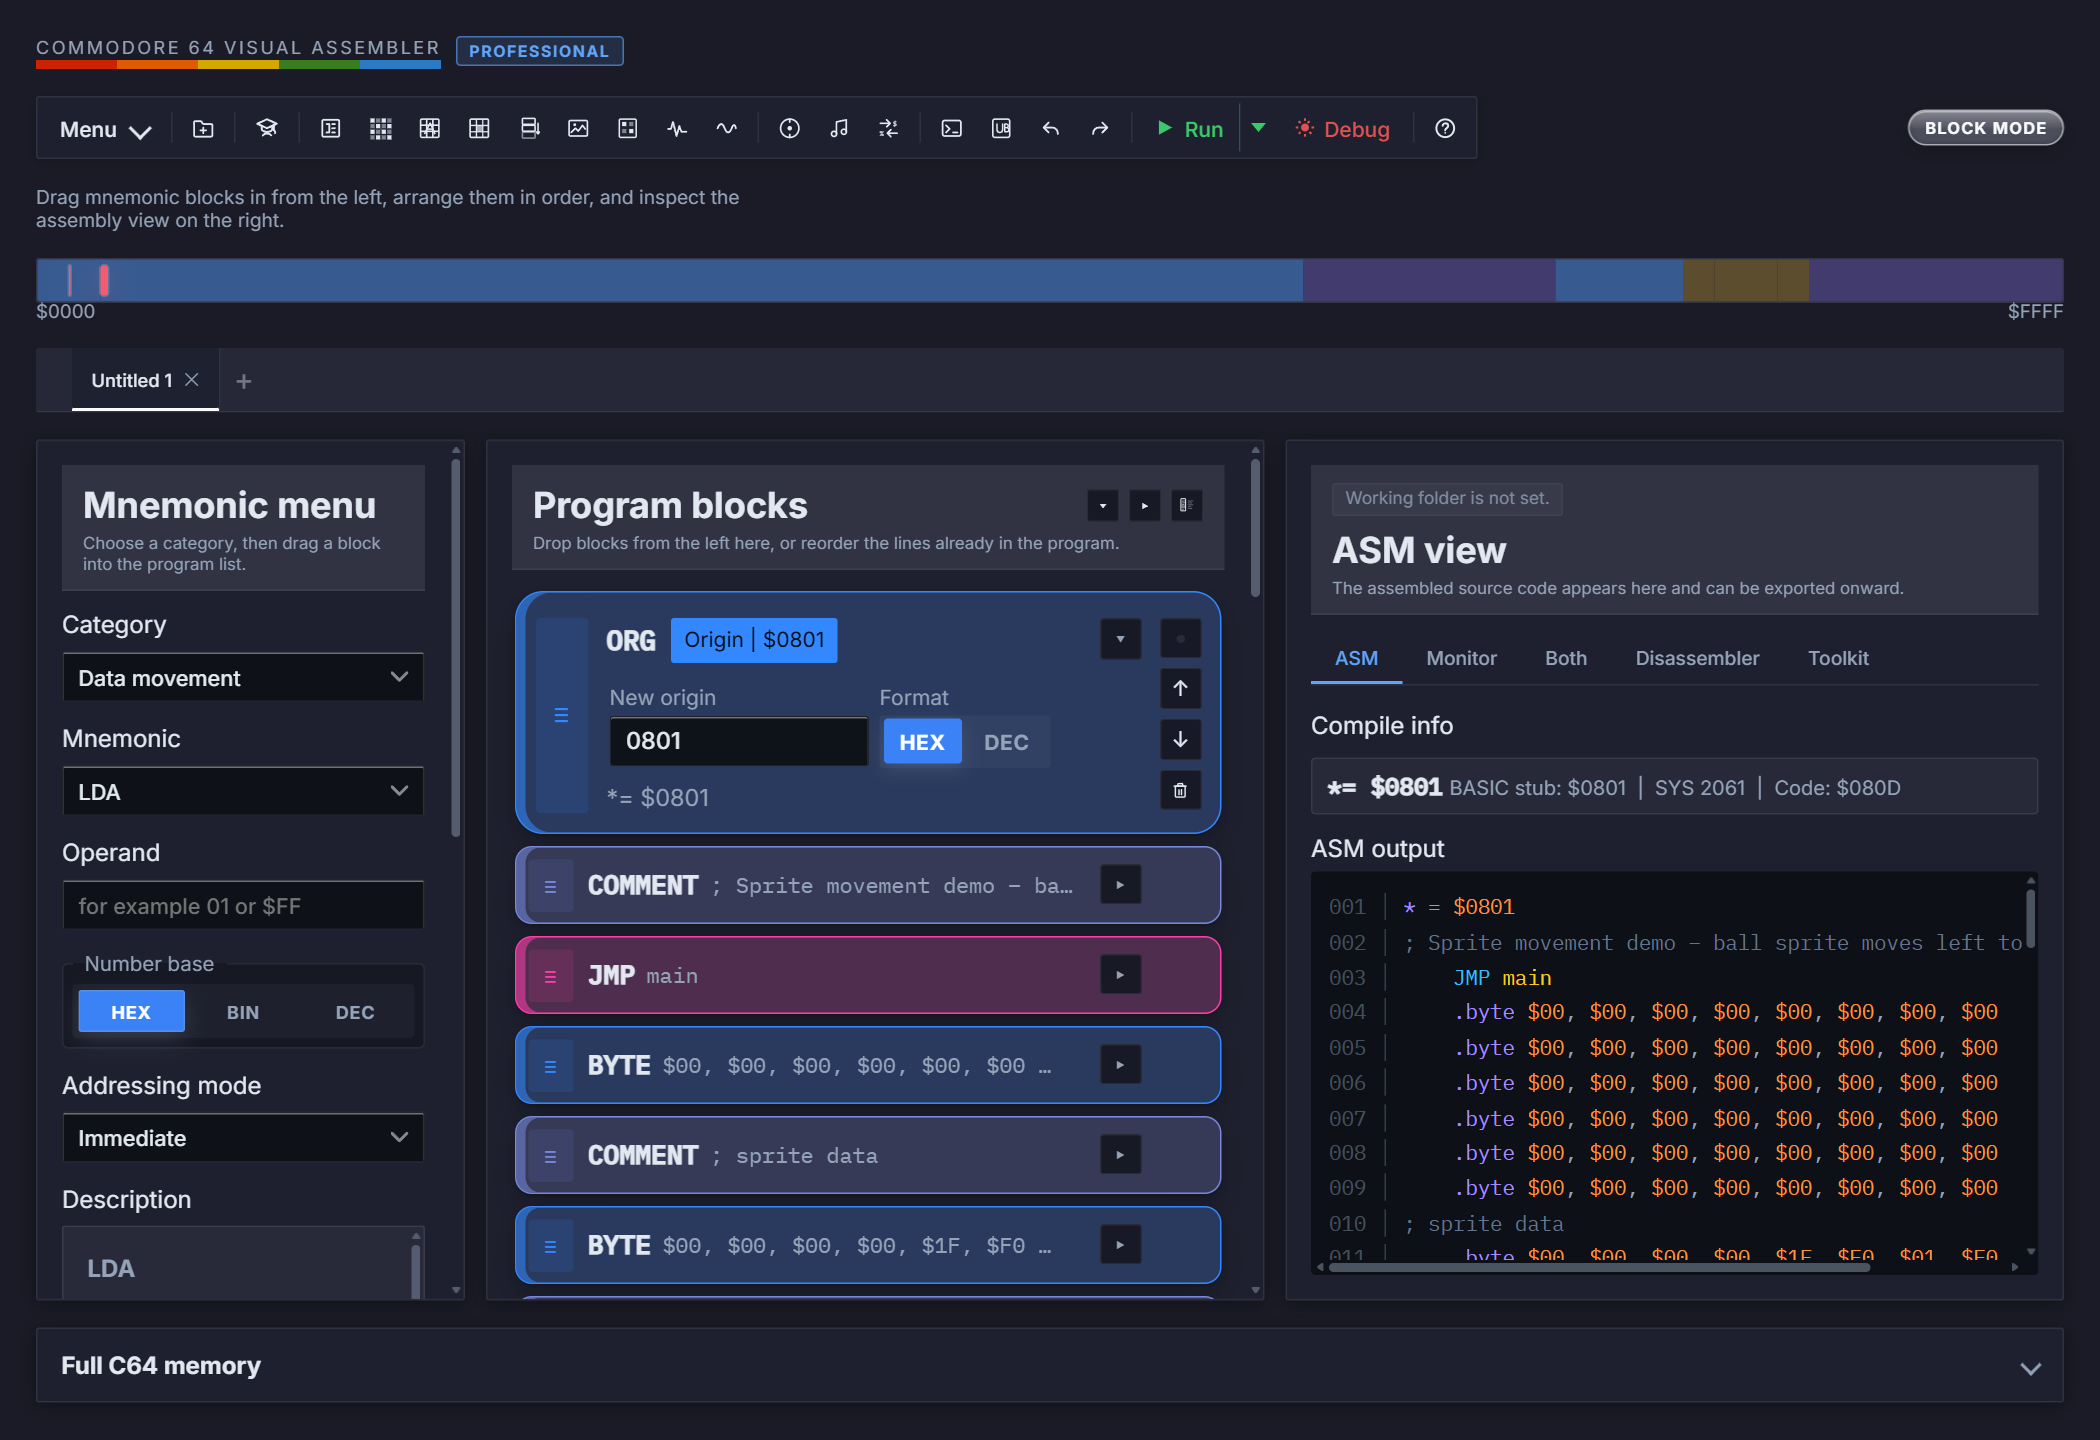 COMMODORE 64 VISUAL ASSEMBLER PROFESSIONAL
Menu Run Debug BLOCK MODE
Drag mnemonic blocks in from the left, arrange them in order, and inspect the
assembly view on the right.
$0000 $FFFF
Untitled 1
Mnemonic menu
Choose a category, then drag a block
into the program list.
Category
Data movement
Mnemonic
LDA
Operand
for example 01 or $FF
Number base
HEX BIN DEC
Addressing mode
Immediate
Description
LDA
Program blocks
Drop blocks from the left here, or reorder the lines already in the program.
ORG Origin | $0801
New origin Format
0801 HEX DEC
*= $0801
COMMENT ; Sprite movement demo – ba…
JMP main
BYTE $00, $00, $00, $00, $00, $00 …
COMMENT ; sprite data
BYTE $00, $00, $00, $00, $1F, $F0 …
Working folder is not set.
ASM view
The assembled source code appears here and can be exported onward.
ASM Monitor Both Disassembler Toolkit
Compile info
*= $0801 BASIC stub: $0801 | SYS 2061 | Code: $080D
ASM output
001 * = $0801
002 ; Sprite movement demo – ball sprite moves left to
003 JMP main
004 .byte $00, $00, $00, $00, $00, $00, $00, $00
005 .byte $00, $00, $00, $00, $00, $00, $00, $00
006 .byte $00, $00, $00, $00, $00, $00, $00, $00
007 .byte $00, $00, $00, $00, $00, $00, $00, $00
008 .byte $00, $00, $00, $00, $00, $00, $00, $00
009 .byte $00, $00, $00, $00, $00, $00, $00, $00
010 ; sprite data
011 .byte $00, $00, $00, $00, $1F, $F0, $01, $F0
Full C64 memory